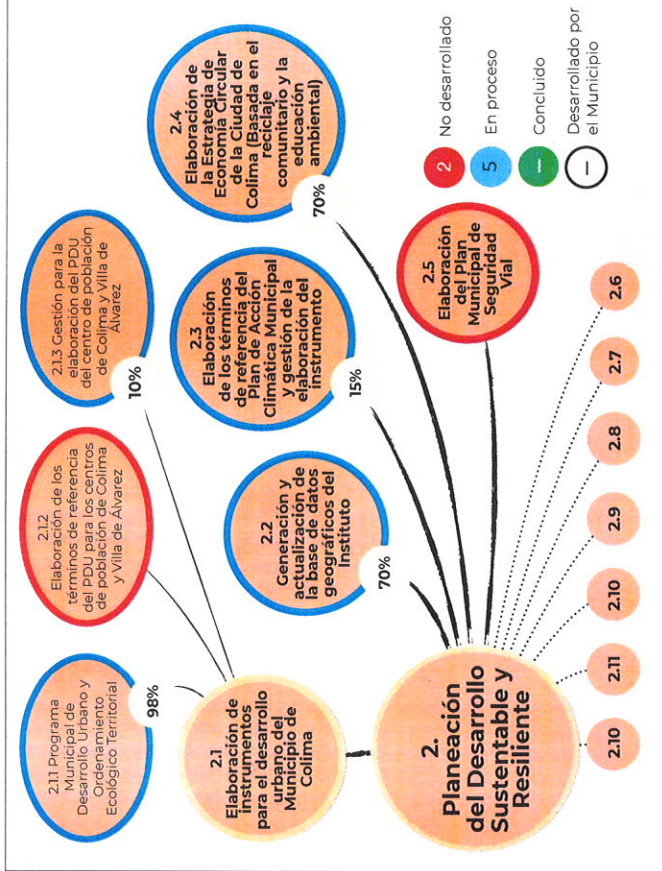 2.1.1 Programa
Municipal de
Desarrollo Urbano y
Ordenamiento
Ecológico Territorial
98%
2.1.2
Elaboración de los
términos de referencia
del PDU para los centros
de población de Colima
y Villa de Álvarez
2.1.3 Gestión para la
elaboración del PDU
del centro de población
de Colima y Villa de
Álvarez
10%
2.1
Elaboración de
instrumentos
para el desarrollo
urbano del
Municipio de
Colima
2.2
Generación y
actualización de
la base de datos
geográficos del
Instituto
70%
2.3
Elaboración
de los términos
de referencia del
Plan de Acción
Climática Municipal
y gestión de la
elaboración del
instrumento
15%
2.4
Elaboración de
la Estrategia de
Economía Circular
de la Ciudad de
Colima (Basada en el
reciclaje
comunitario y la
educación
ambiental)
70%
2.
Planeación
del Desarrollo
Sustentable y
Resiliente
2.5
Elaboración
del Plan
Municipal de
Seguridad
Vial
2.10
2.11
2.10
2.9
2.8
2.7
2.6
2 No desarrollado
5 En proceso
– Concluido
– Desarrollado por
el Municipio